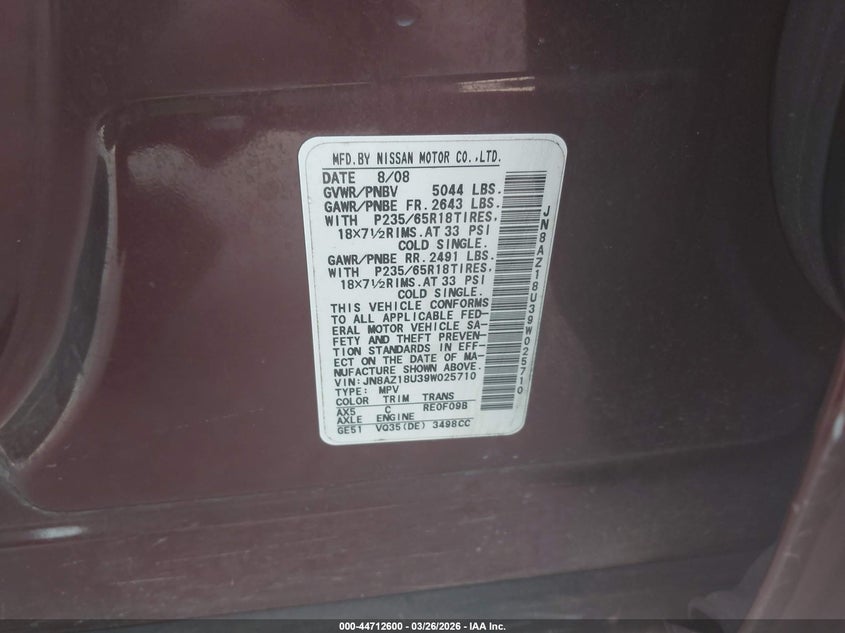 MFD.BY NISSAN MOTOR CO.,LTD.
DATE 8/08
GVWR/PNBV 5044 LBS.
GAWR/PNBE FR. 2643 LBS.
WITH P235/65R18TIRES,
18×7½RIMS.AT 33 PSI
COLD SINGLE.
GAWR/PNBE RR. 2491 LBS.
WITH P235/65R18TIRES,
18×7½RIMS.AT 33 PSI
COLD SINGLE.
THIS VEHICLE CONFORMS
TO ALL APPLICABLE FED-
ERAL MOTOR VEHICLE SA-
FETY AND THEFT PREVEN-
TION STANDARDS IN EFF-
ECT ON THE DATE OF MA-
NUFACTURE SHOWN ABOVE.
VIN:JN8AZ18U39W025710
TYPE: MPV
COLOR TRIM TRANS
AX5 C RE0F09B
AXLE ENGINE
GE51 VQ35(DE) 3498CC
JN8AZ18U39W025710
000-44712600 - 03/26/2026 - IAA Inc.